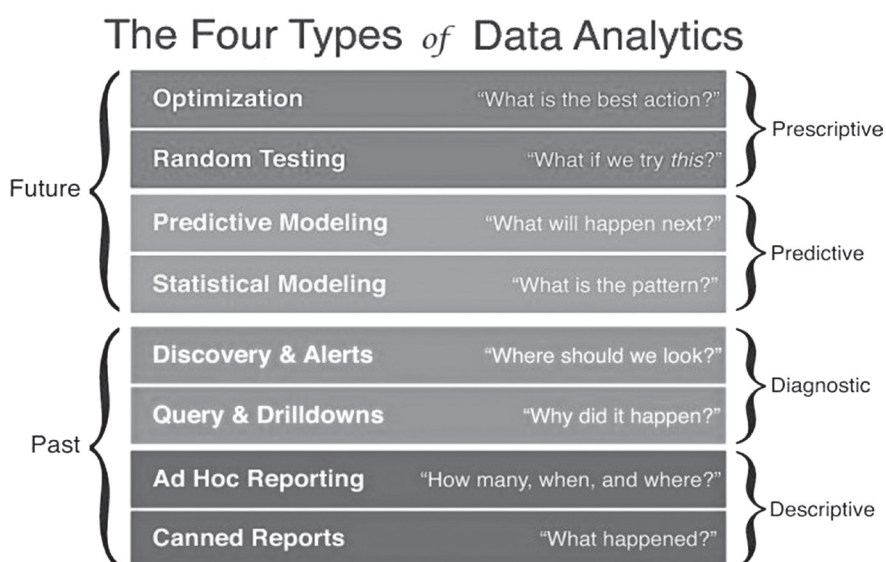 The Four Types of Data Analytics
Optimization "What is the best action?"
Random Testing "What if we try this?"
Prescriptive
Future
Predictive Modeling "What will happen next?"
Statistical Modeling "What is the pattern?"
Predictive
Discovery & Alerts "Where should we look?"
Query & Drilldowns "Why did it happen?"
Diagnostic
Past
Ad Hoc Reporting "How many, when, and where?"
Canned Reports "What happened?"
Descriptive